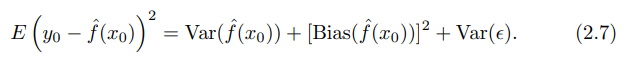 E(y₀ − f̂(x₀))² = Var(f̂(x₀)) + [Bias(f̂(x₀))]² + Var(ϵ). (2.7)